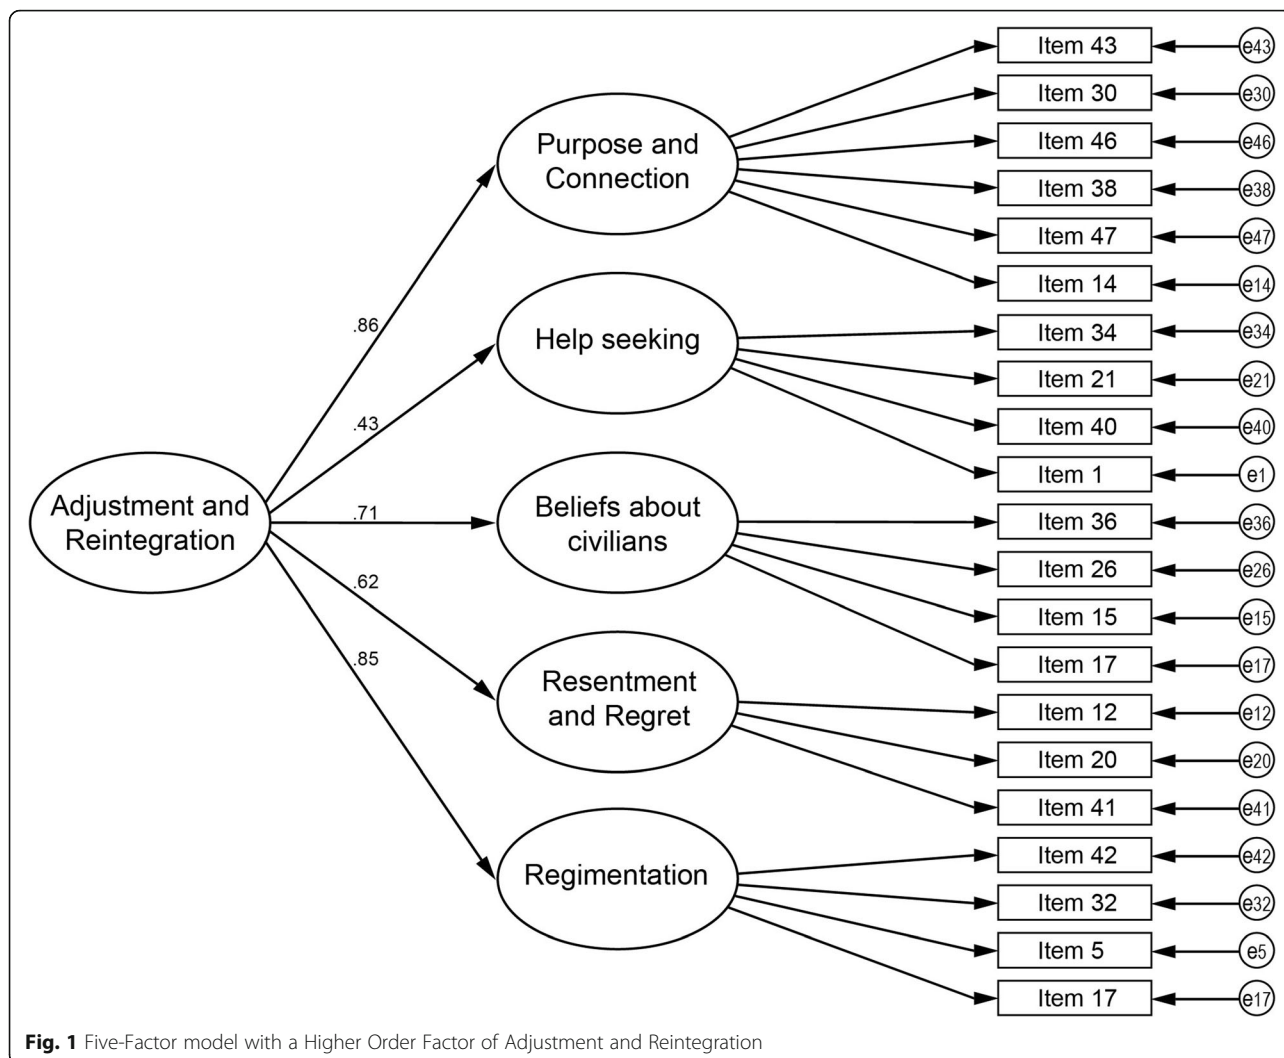 Item 43
e43
Item 30
e30
Purpose and
Connection
Item 46
e46
Item 38
e38
Item 47
e47
Item 14
e14
.86
Help seeking
Item 34
e34
Item 21
e21
.43
Item 40
e40
Item 1
e1
Adjustment and
Reintegration
.71
Beliefs about
civilians
Item 36
e36
Item 26
e26
Item 15
e15
Item 17
e17
.62
Resentment
and Regret
Item 12
e12
Item 20
e20
Item 41
e41
.85
Regimentation
Item 42
e42
Item 32
e32
Item 5
e5
Item 17
e17
Fig. 1 Five-Factor model with a Higher Order Factor of Adjustment and Reintegration